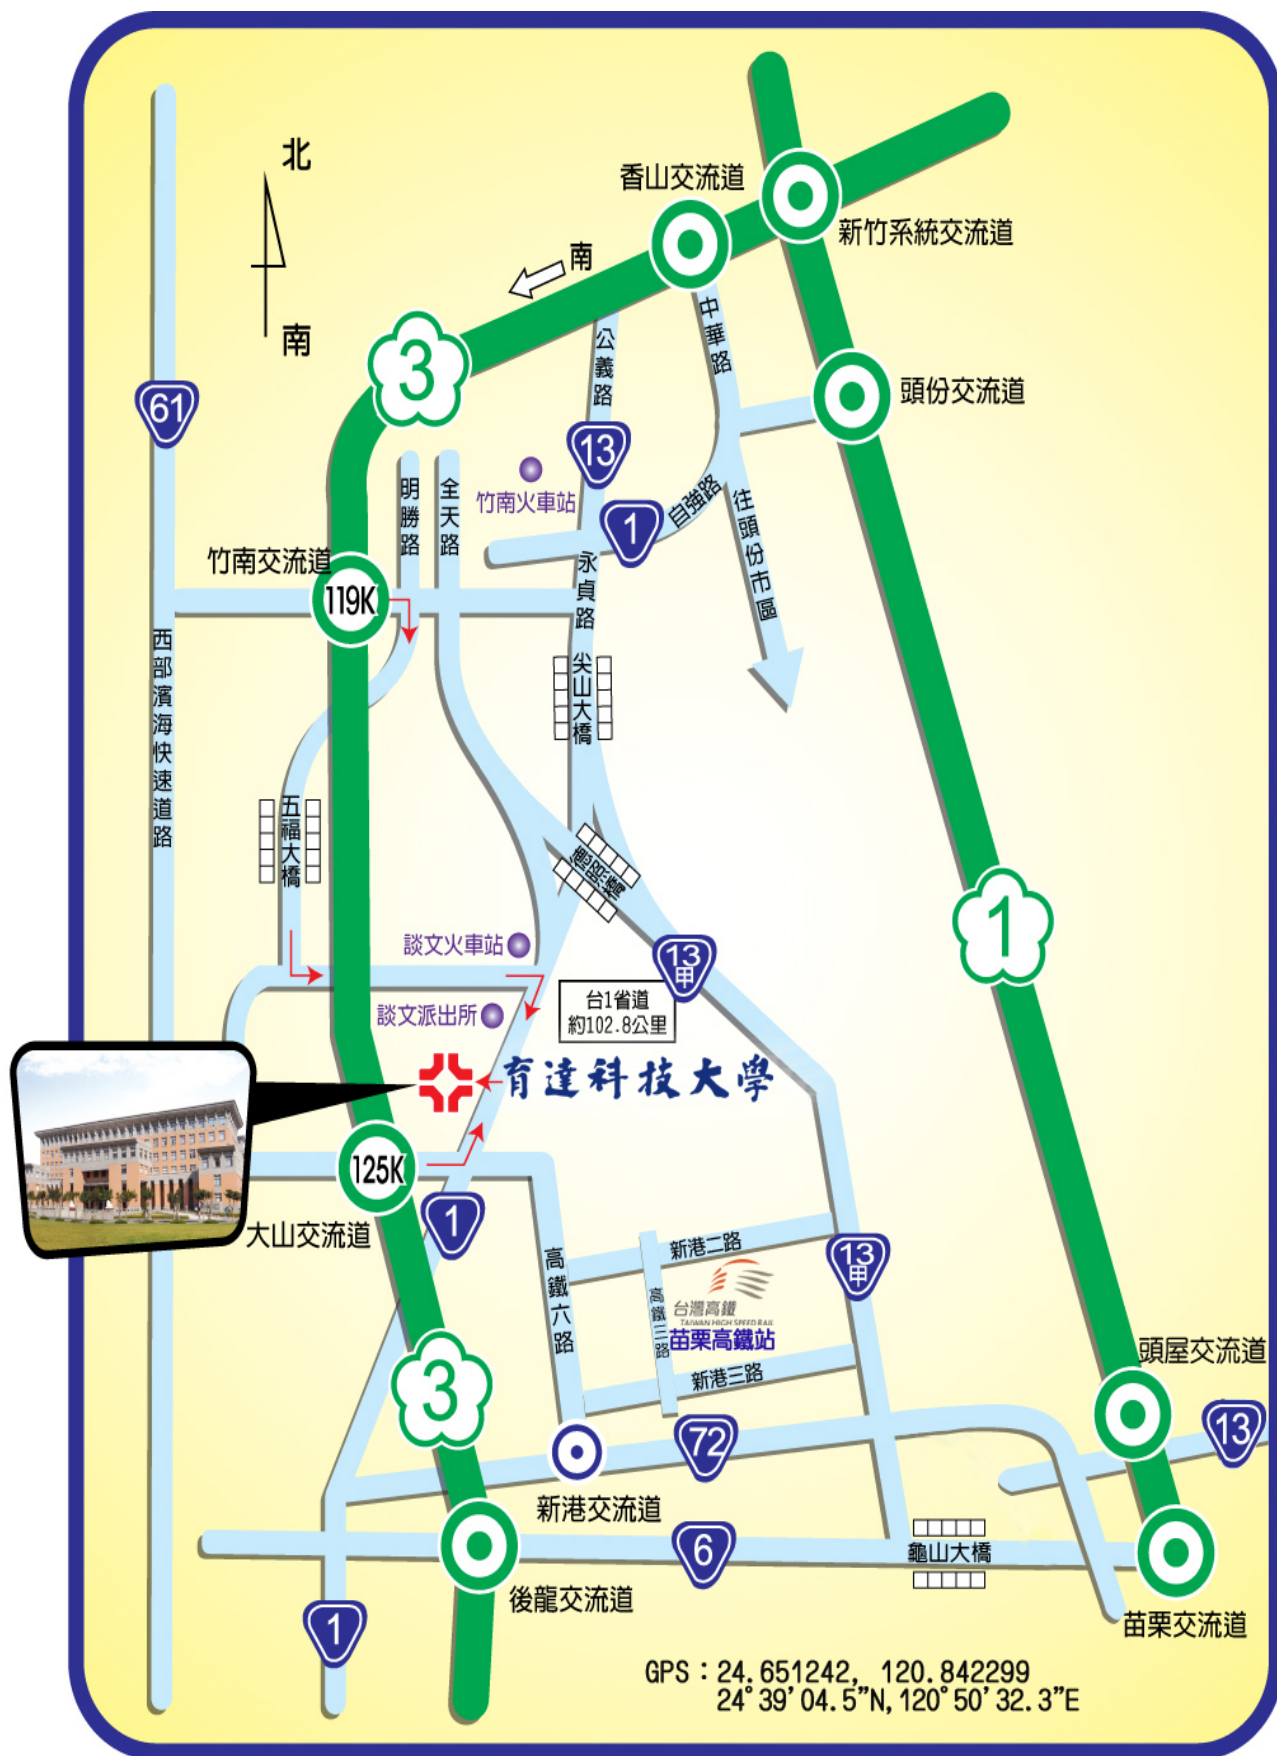 北
南
香山交流道
新竹系統交流道
南
中華路
公義路
3
頭份交流道
61
13
明勝路
全天路
竹南火車站
自強路
往頭份市區
1
竹南交流道
119K
永貞路
西部濱海快速道路
尖山大橋
五福大橋
德昭橋
1
談文火車站
13甲
台1省道
約102.8公里
談文派出所
育達科技大學
125K
大山交流道
1
新港二路
高鐵六路
高鐵三路
13甲
台灣高鐵
TAIWAN HIGH SPEED RAIL
苗栗高鐵站
新港三路
3
頭屋交流道
13
72
新港交流道
6
龜山大橋
後龍交流道
1
苗栗交流道
GPS：24.651242, 120.842299
24°39’04.5”N, 120°50’32.3”E